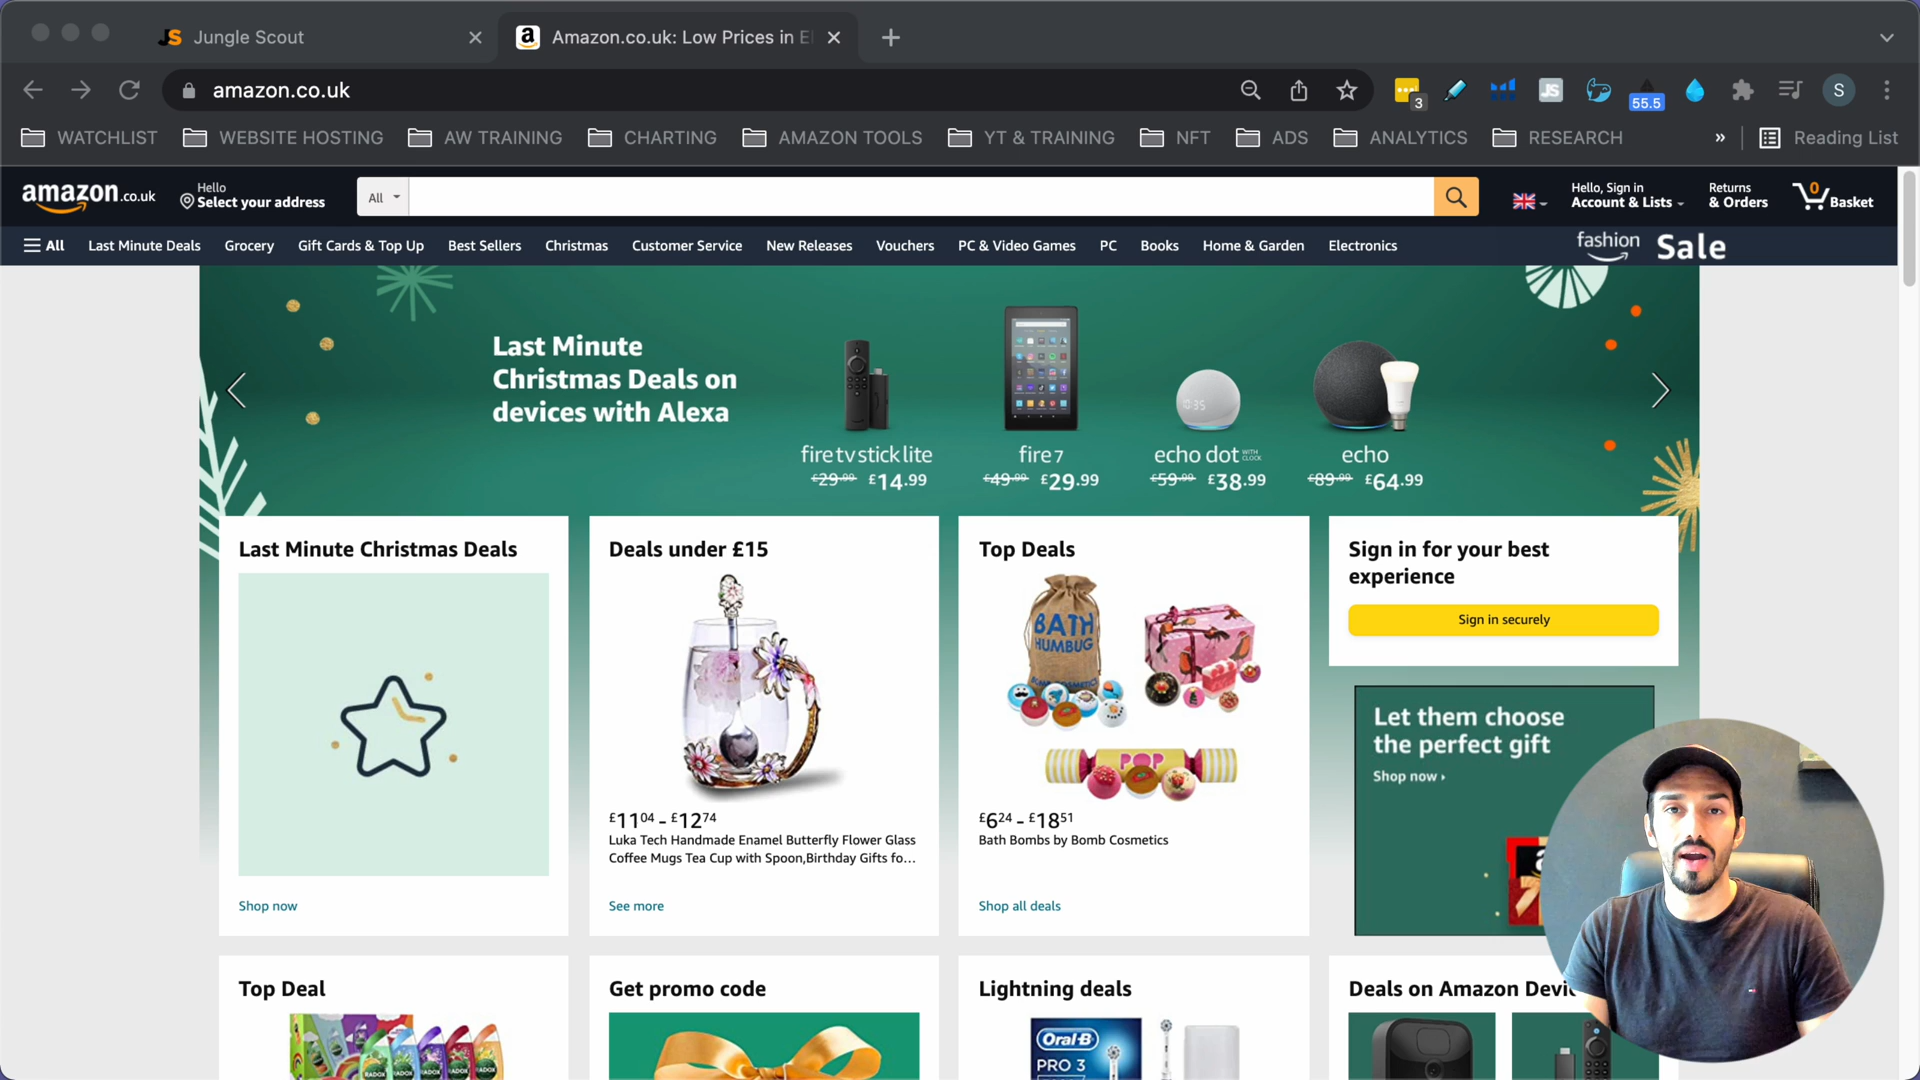 JS Jungle Scout
Amazon.co.uk: Low Prices in El
amazon.co.uk
3
JS
55.5
S
WATCHLIST
WEBSITE HOSTING
AW TRAINING
CHARTING
AMAZON TOOLS
YT & TRAINING
NFT
ADS
ANALYTICS
RESEARCH
»
Reading List
amazon.co.uk
Hello
Select your address
All
Hello, Sign in
Account & Lists
Returns
& Orders
0
Basket
All
Last Minute Deals
Grocery
Gift Cards & Top Up
Best Sellers
Christmas
Customer Service
New Releases
Vouchers
PC & Video Games
PC
Books
Home & Garden
Electronics
fashion Sale
Last Minute
Christmas Deals on
devices with Alexa
fire tv stick lite
£29.99 £14.99
fire 7
£49.99 £29.99
echo dot WITH CLOCK
£59.99 £38.99
echo
£89.99 £64.99
Last Minute Christmas Deals
Shop now
Deals under £15
£1104 - £1274
Luka Tech Handmade Enamel Butterfly Flower Glass
Coffee Mugs Tea Cup with Spoon,Birthday Gifts fo...
See more
Top Deals
BATH
HUMBUG
POP
£624 - £1851
Bath Bombs by Bomb Cosmetics
Shop all deals
Sign in for your best
experience
Sign in securely
Let them choose
the perfect gift
Shop now ›
Top Deal
RADOX
RADOX
RADOX
RADOX
Get promo code
Lightning deals
Oral-B
PRO 3
Deals on Amazon Devic